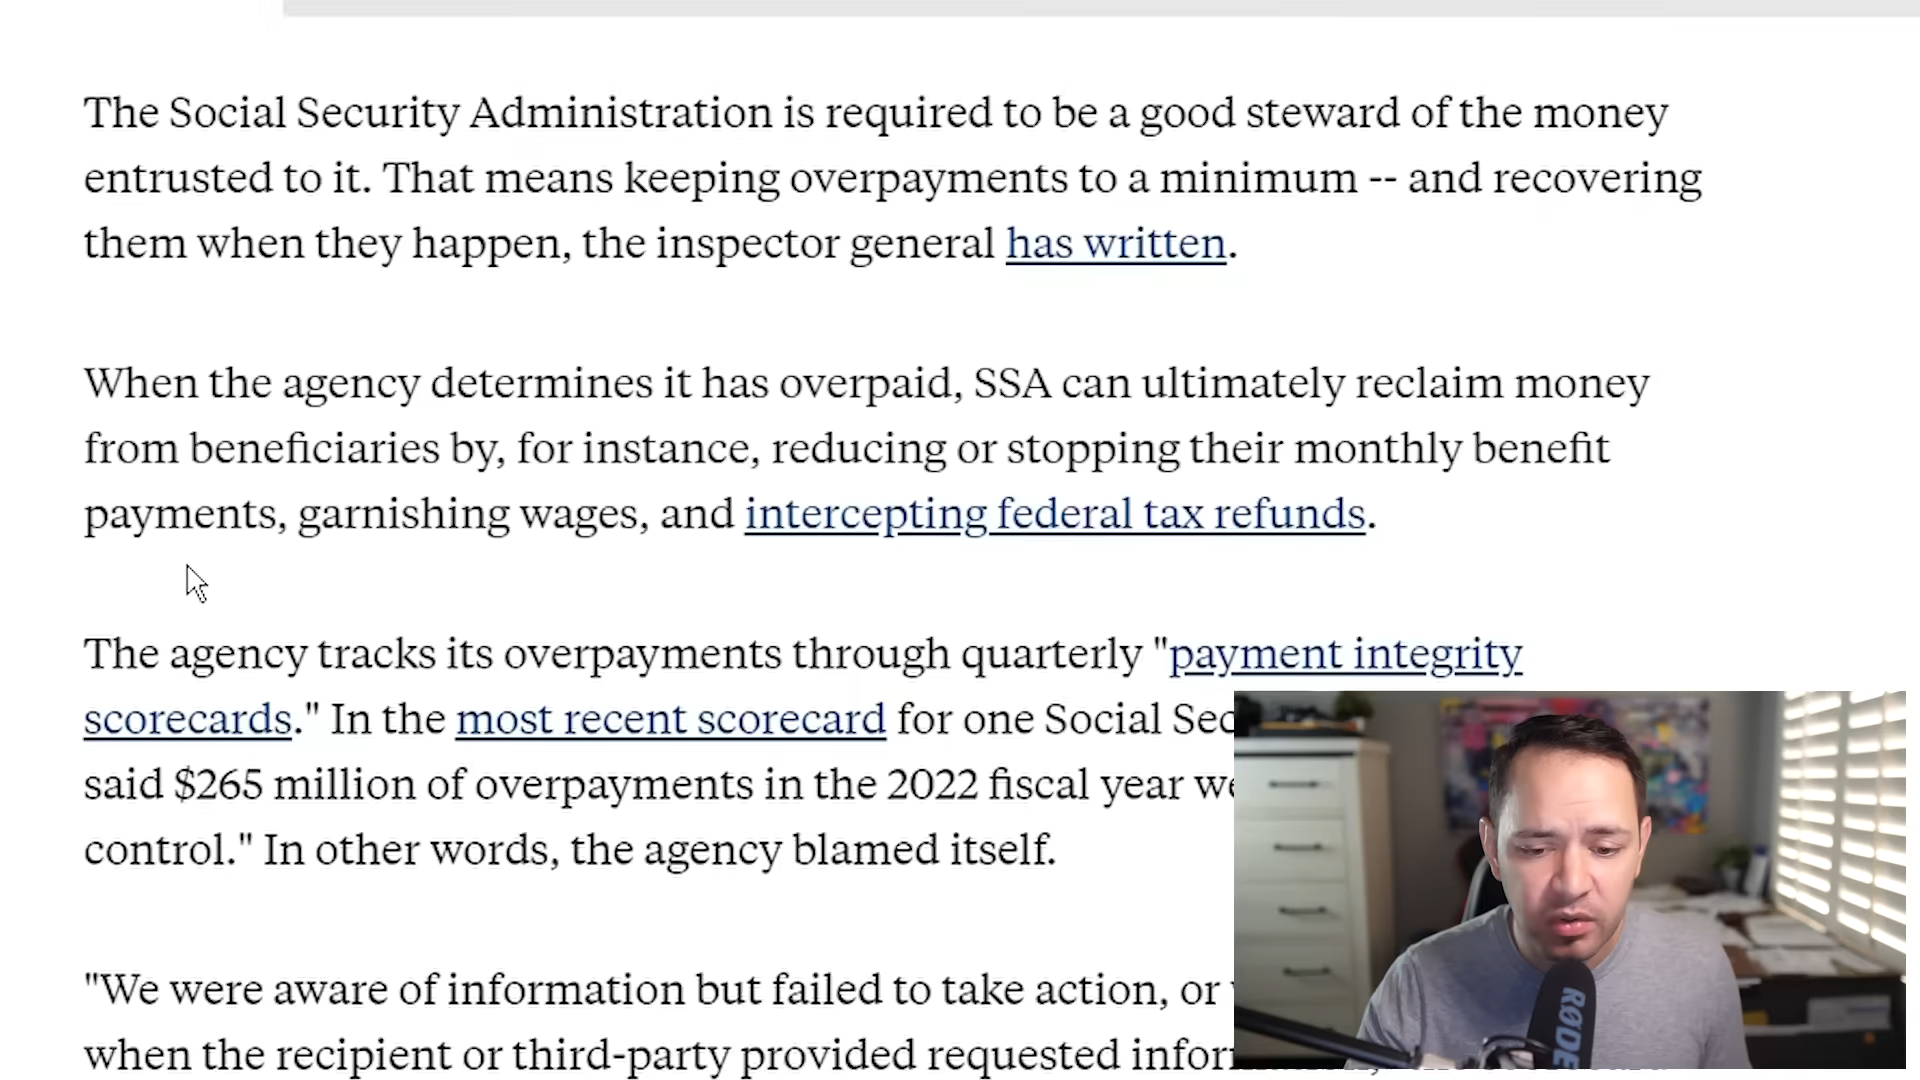 The Social Security Administration is required to be a good steward of the money
entrusted to it. That means keeping overpayments to a minimum -- and recovering
them when they happen, the inspector general has written.
When the agency determines it has overpaid, SSA can ultimately reclaim money
from beneficiaries by, for instance, reducing or stopping their monthly benefit
payments, garnishing wages, and intercepting federal tax refunds.
The agency tracks its overpayments through quarterly "payment integrity
scorecards." In the most recent scorecard for one Social
said $265 million of overpayments in the 2022 fiscal year
control." In other words, the agency blamed itself.
"We were aware of information but failed to take action, or
when the recipient or third-party provided requested
RØDE